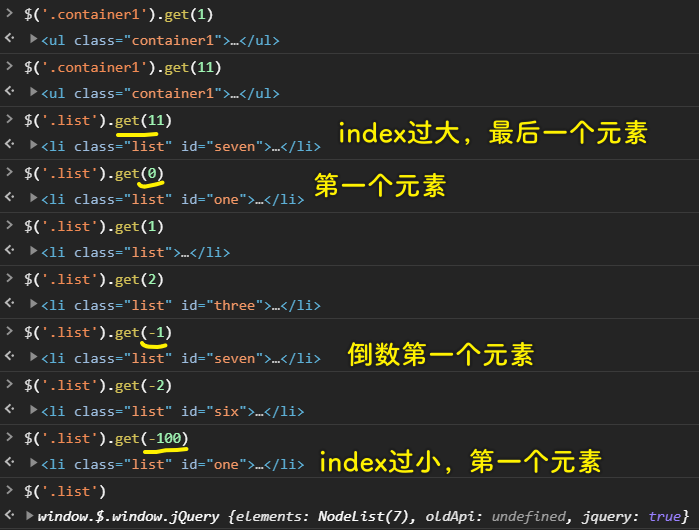 > $('.container1').get(1)
<· ▶<ul class="container1">…</ul>
> $('.container1').get(11)
<· ▶<ul class="container1">…</ul>
> $('.list').get(11)
index过大，最后一个元素
<· ▶<li class="list" id="seven">…</li>
> $('.list').get(0)
第一个元素
<· ▶<li class="list" id="one">…</li>
> $('.list').get(1)
<· ▶<li class="list">…</li>
> $('.list').get(2)
<· ▶<li class="list" id="three">…</li>
> $('.list').get(-1)
倒数第一个元素
<· ▶<li class="list" id="seven">…</li>
> $('.list').get(-2)
<· ▶<li class="list" id="six">…</li>
> $('.list').get(-100)
index过小，第一个元素
<· ▶<li class="list" id="one">…</li>
> $('.list')
<· ▶window.$.window.jQuery {elements: NodeList(7), oldApi: undefined, jquery: true}